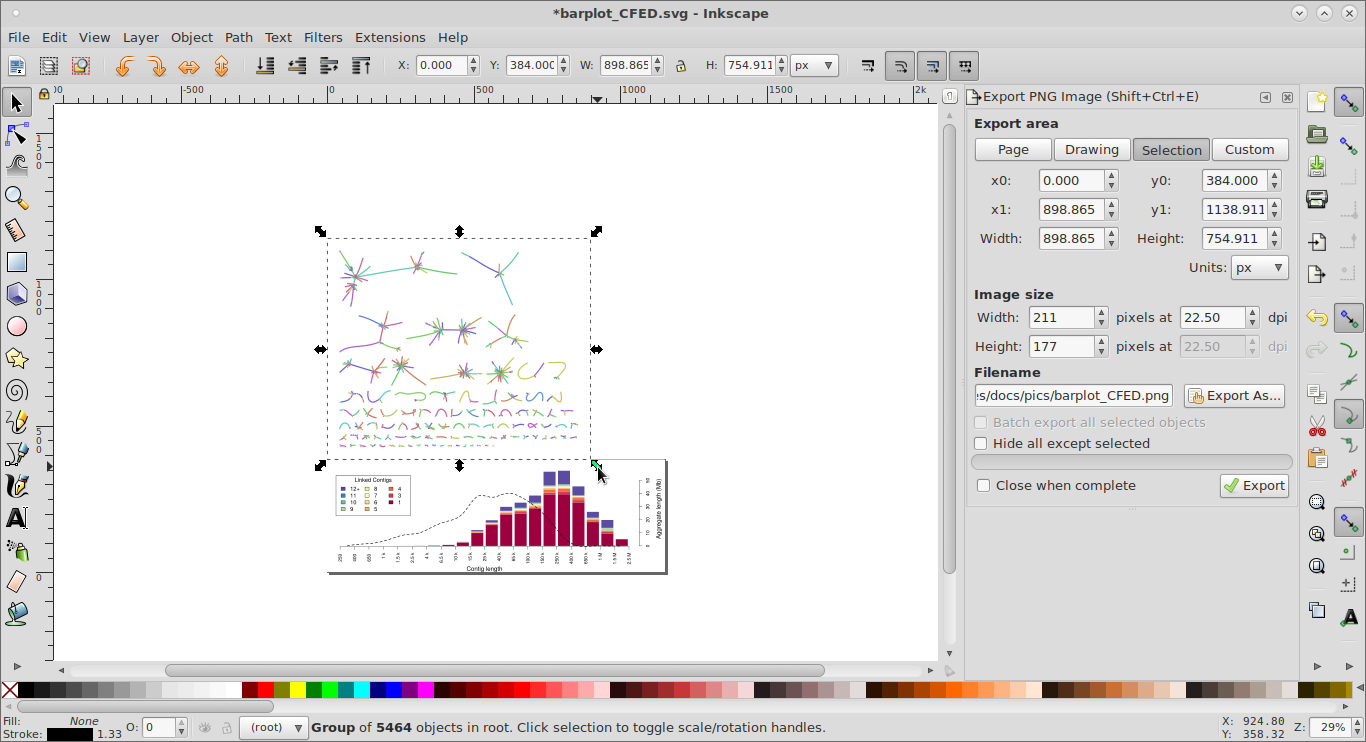 *barplot_CFED.svg - Inkscape
File Edit View Layer Object Path Text Filters Extensions Help
X: 0.000 Y: 384.000 W: 898.865 H: 754.911 px
-500 0 500 1000 1500 2k
1500
1000
500
0
Export PNG Image (Shift+Ctrl+E)
Export area
Page Drawing Selection Custom
x0: 0.000 y0: 384.000
x1: 898.865 y1: 1138.911
Width: 898.865 Height: 754.911
Units: px
Image size
Width: 211 pixels at 22.50 dpi
Height: 177 pixels at 22.50 dpi
Filename
s/docs/pics/barplot_CFED.png Export As...
Batch export all selected objects
Hide all except selected
Close when complete Export
Linked Contigs
12+ 8 4
11 7 3
10 6 1
9 5
Aggregate length (Mb)
Contig length
Fill: None O: 0 (root) Group of 5464 objects in root. Click selection to toggle scale/rotation handles. X: 924.80 Z: 29%
Stroke: 1.33 Y: 358.32